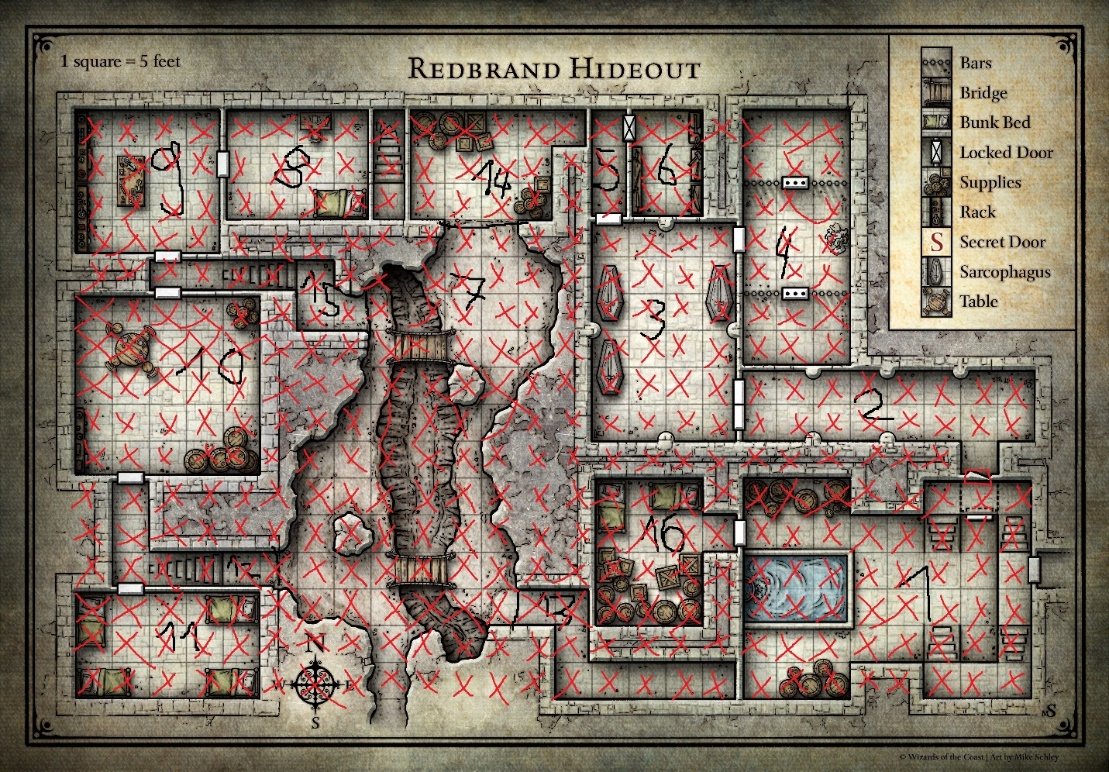 1 square = 5 feet
REDBRAND HIDEOUT
Bars
Bridge
Bunk Bed
Locked Door
Supplies
Rack
S Secret Door
Sarcophagus
Table
9
8
14
5
6
4
15
7
3
10
2
16
1
12
13
11
N
W
E
S
S
© Wizards of the Coast | Art by Mike Schley